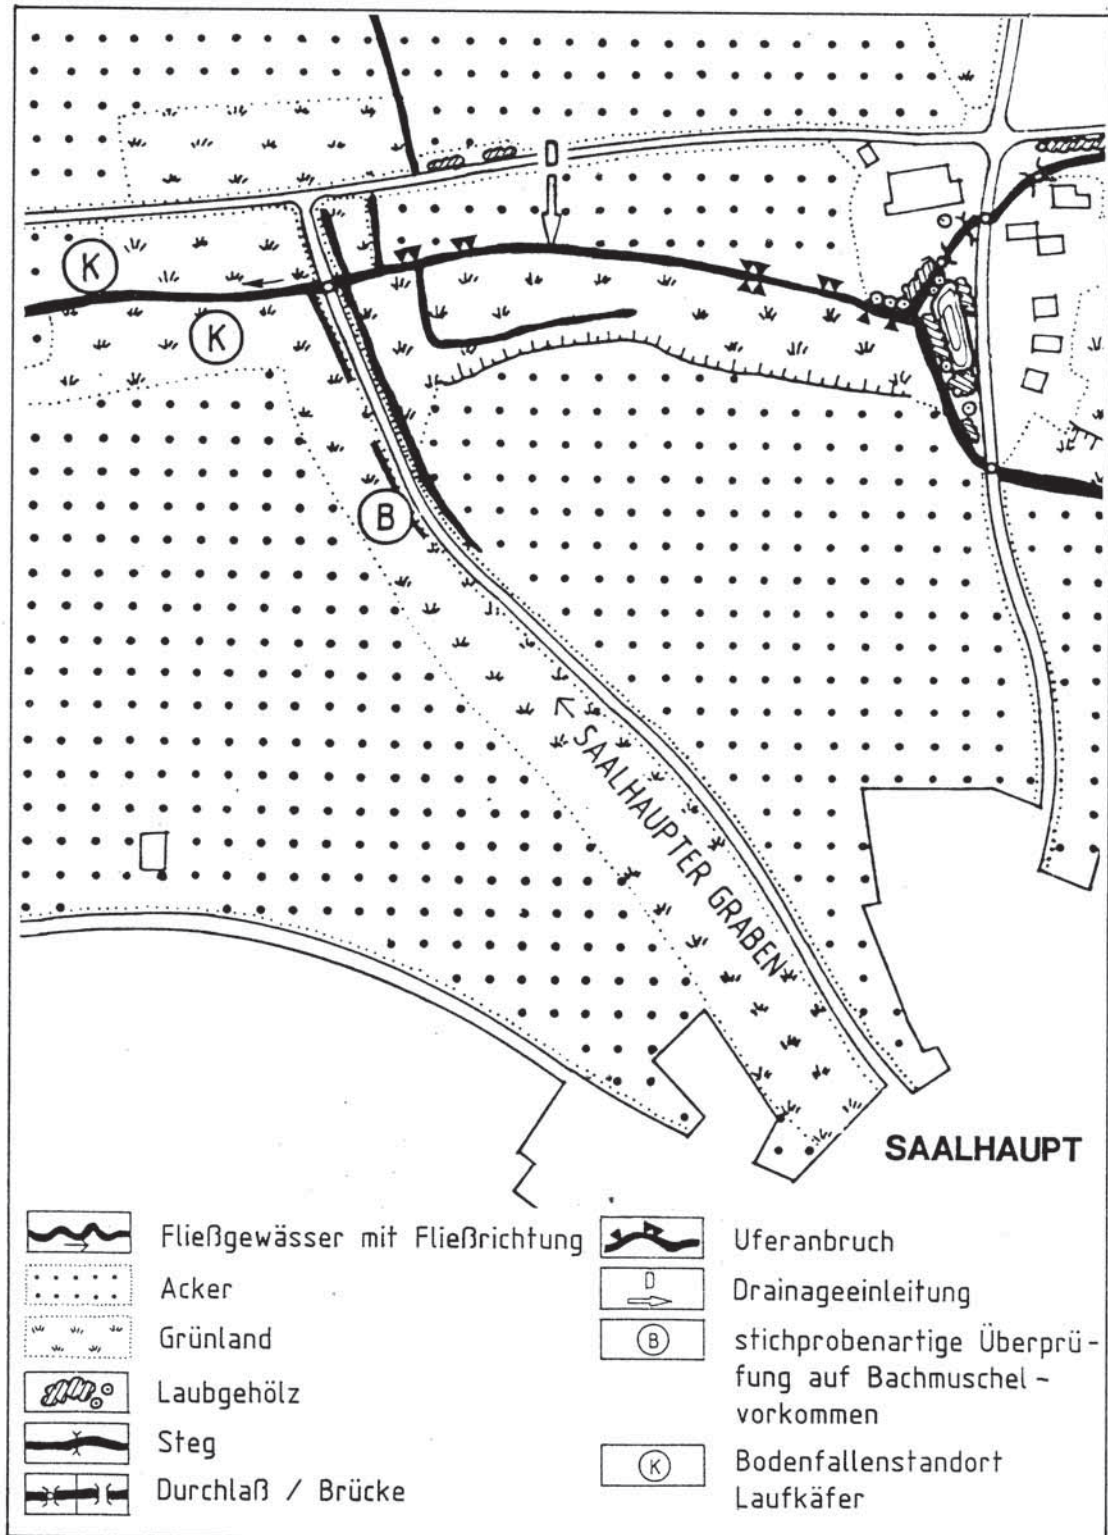 D
K
K
B
SAALHAUPTER GRABEN
SAALHAUPT
Fließgewässer mit Fließrichtung
Acker
Grünland
Laubgehölz
Steg
Durchlaß / Brücke
Uferanbruch
D
Drainageeinleitung
B
stichprobenartige Überprü-
fung auf Bachmuschel-
vorkommen
K
Bodenfallenstandort
Laufkäfer